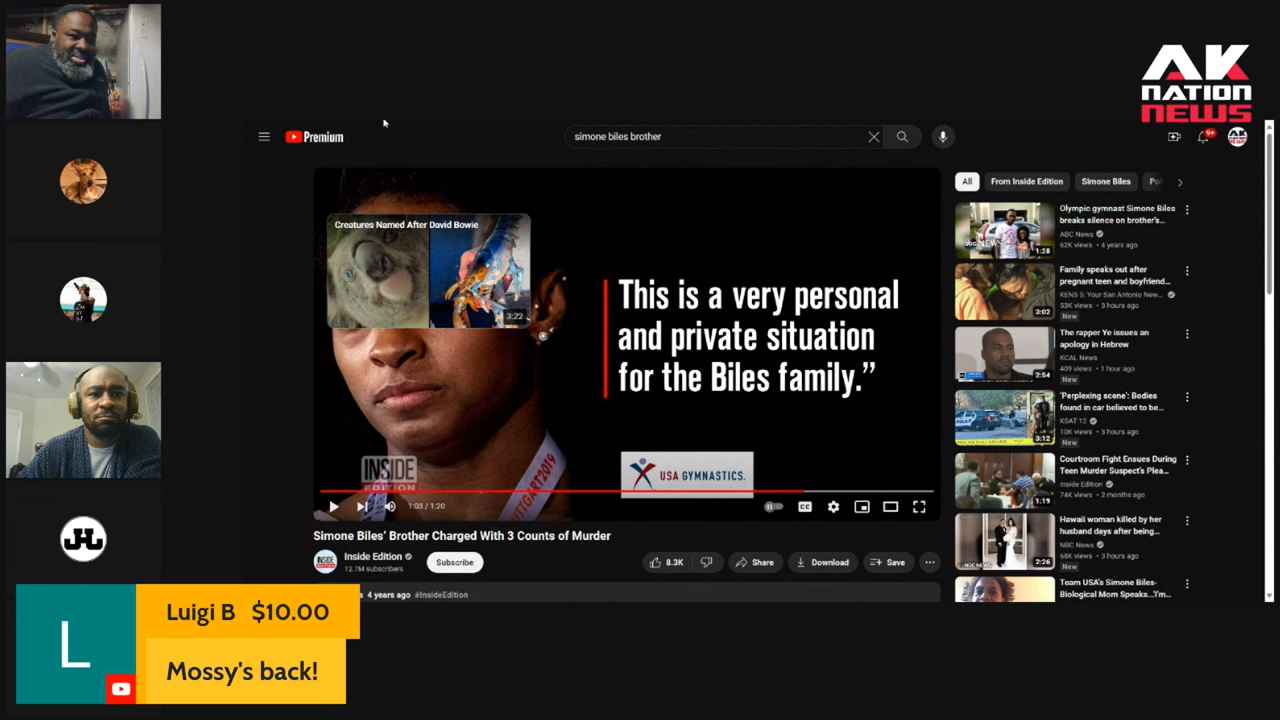 AK
NATION
NEWS
Premium
simone biles brother
9+
Creatures Named After David Bowie
3:22
This is a very personal
and private situation
for the Biles family.”
INSIDE
EDITION
USA GYMNASTICS.
1:03 / 1:20
CC
Simone Biles' Brother Charged With 3 Counts of Murder
INSIDE
Inside Edition
12.7M subscribers
Subscribe
8.3K
Share
Download
Save
4 years ago #InsideEdition
All
From Inside Edition
Simone Biles
Olympic gymnast Simone Biles
breaks silence on brother's...
ABC News
62K views • 4 years ago
1:28
Family speaks out after
pregnant teen and boyfriend...
KENS 5: Your San Antonio New...
53K views • 3 hours ago
New
3:02
The rapper Ye issues an
apology in Hebrew
KCAL News
409 views • 1 hour ago
New
2:54
'Perplexing scene': Bodies
found in car believed to be...
KSAT 12
10K views • 3 hours ago
New
3:12
Courtroom Fight Ensues During
Teen Murder Suspect's Plea...
Inside Edition
74K views • 2 months ago
1:19
Hawaii woman killed by her
husband days after being...
NBC News
68K views • 3 hours ago
New
2:26
Team USA's Simone Biles-
Biological Mom Speaks...'I'm...
L
Luigi B $10.00
Mossy's back!